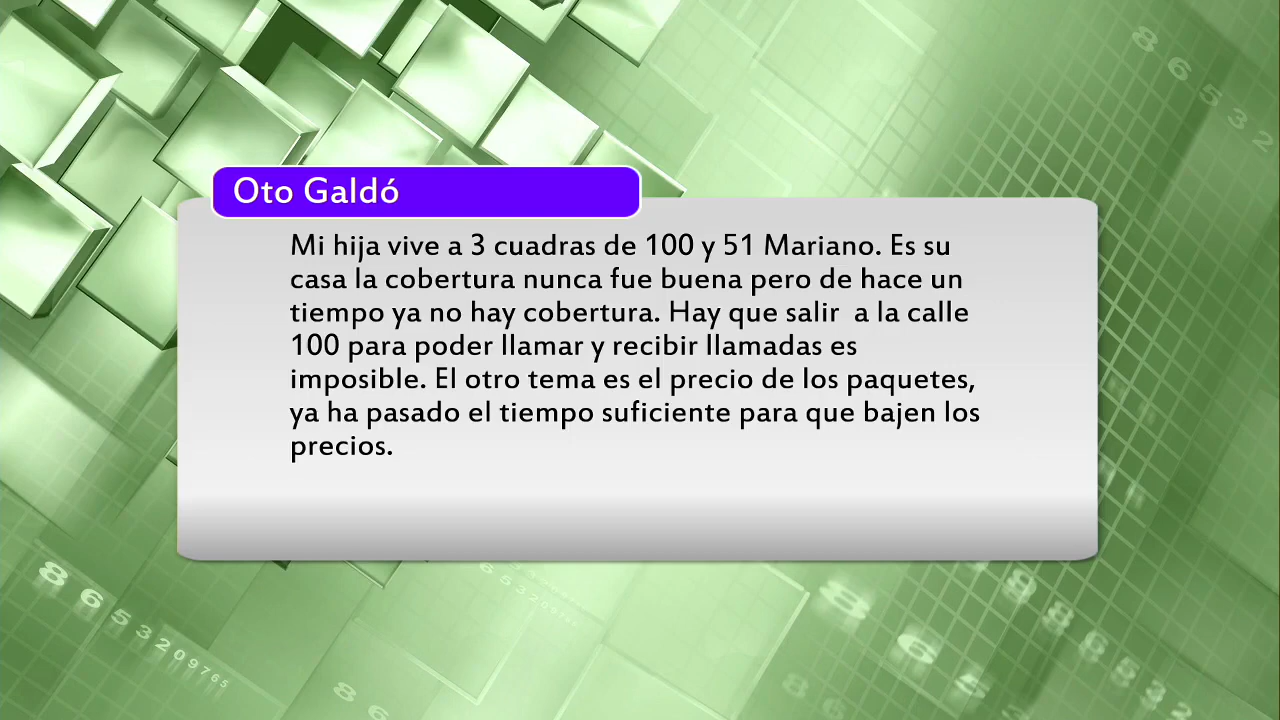 Oto Galdó
Mi hija vive a 3 cuadras de 100 y 51 Mariano. Es su
casa la cobertura nunca fue buena pero de hace un
tiempo ya no hay cobertura. Hay que salir  a la calle
100 para poder llamar y recibir llamadas es
imposible. El otro tema es el precio de los paquetes,
ya ha pasado el tiempo suficiente para que bajen los
precios.